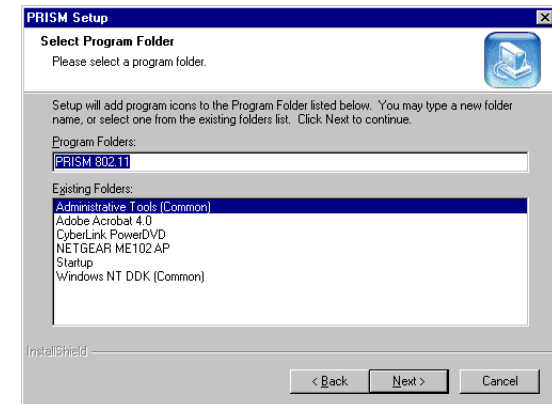 PRISM Setup
Select Program Folder
Please select a program folder.
Setup will add program icons to the Program Folder listed below. You may type a new folder
name, or select one from the existing folders list. Click Next to continue.
Program Folders:
PRISM 802.11
Existing Folders:
Administrative Tools (Common)
Adobe Acrobat 4.0
CyberLink PowerDVD
NETGEAR ME102 AP
Startup
Windows NT DDK (Common)
InstallShield
< Back
Next >
Cancel